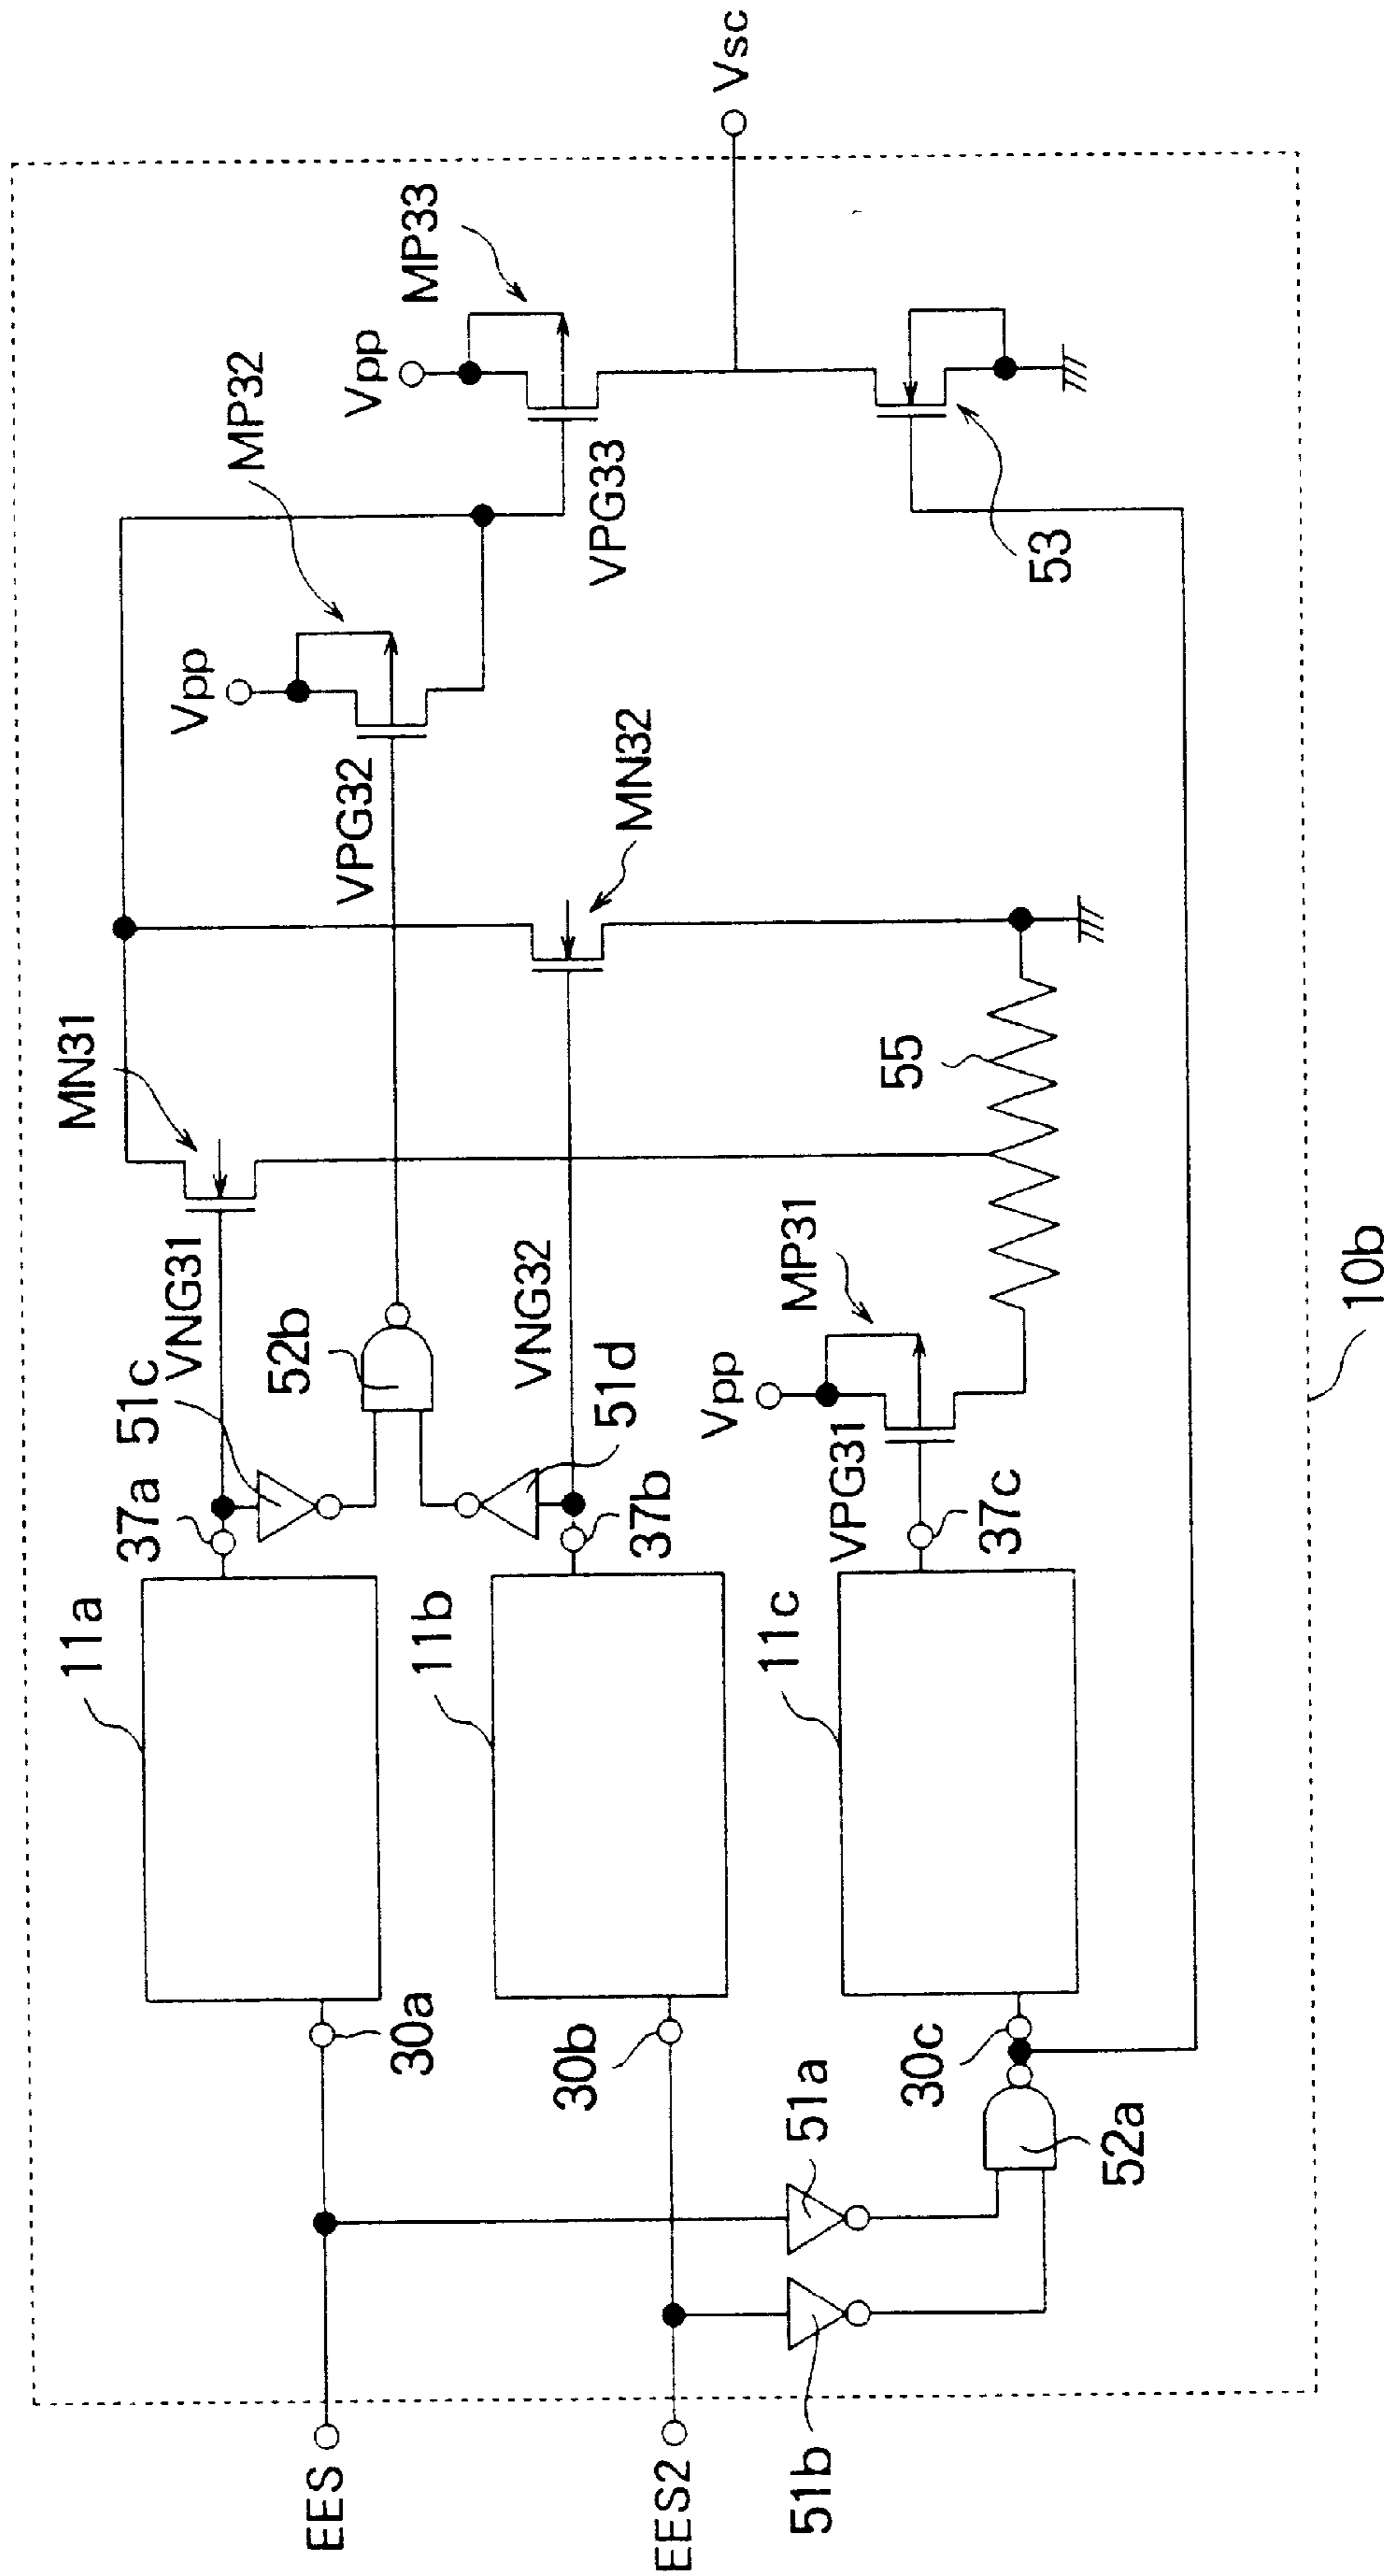 EES
EES2
30a
30b
30c
51a
51b
52a
11a
11b
11c
37a
37b
37c
51c
51d
52b
VNG31
VNG32
VPG31
MN31
MN32
MP31
Vpp
55
VPG32
Vpp
MP32
VPG33
Vpp
MP33
53
Vsc
10b